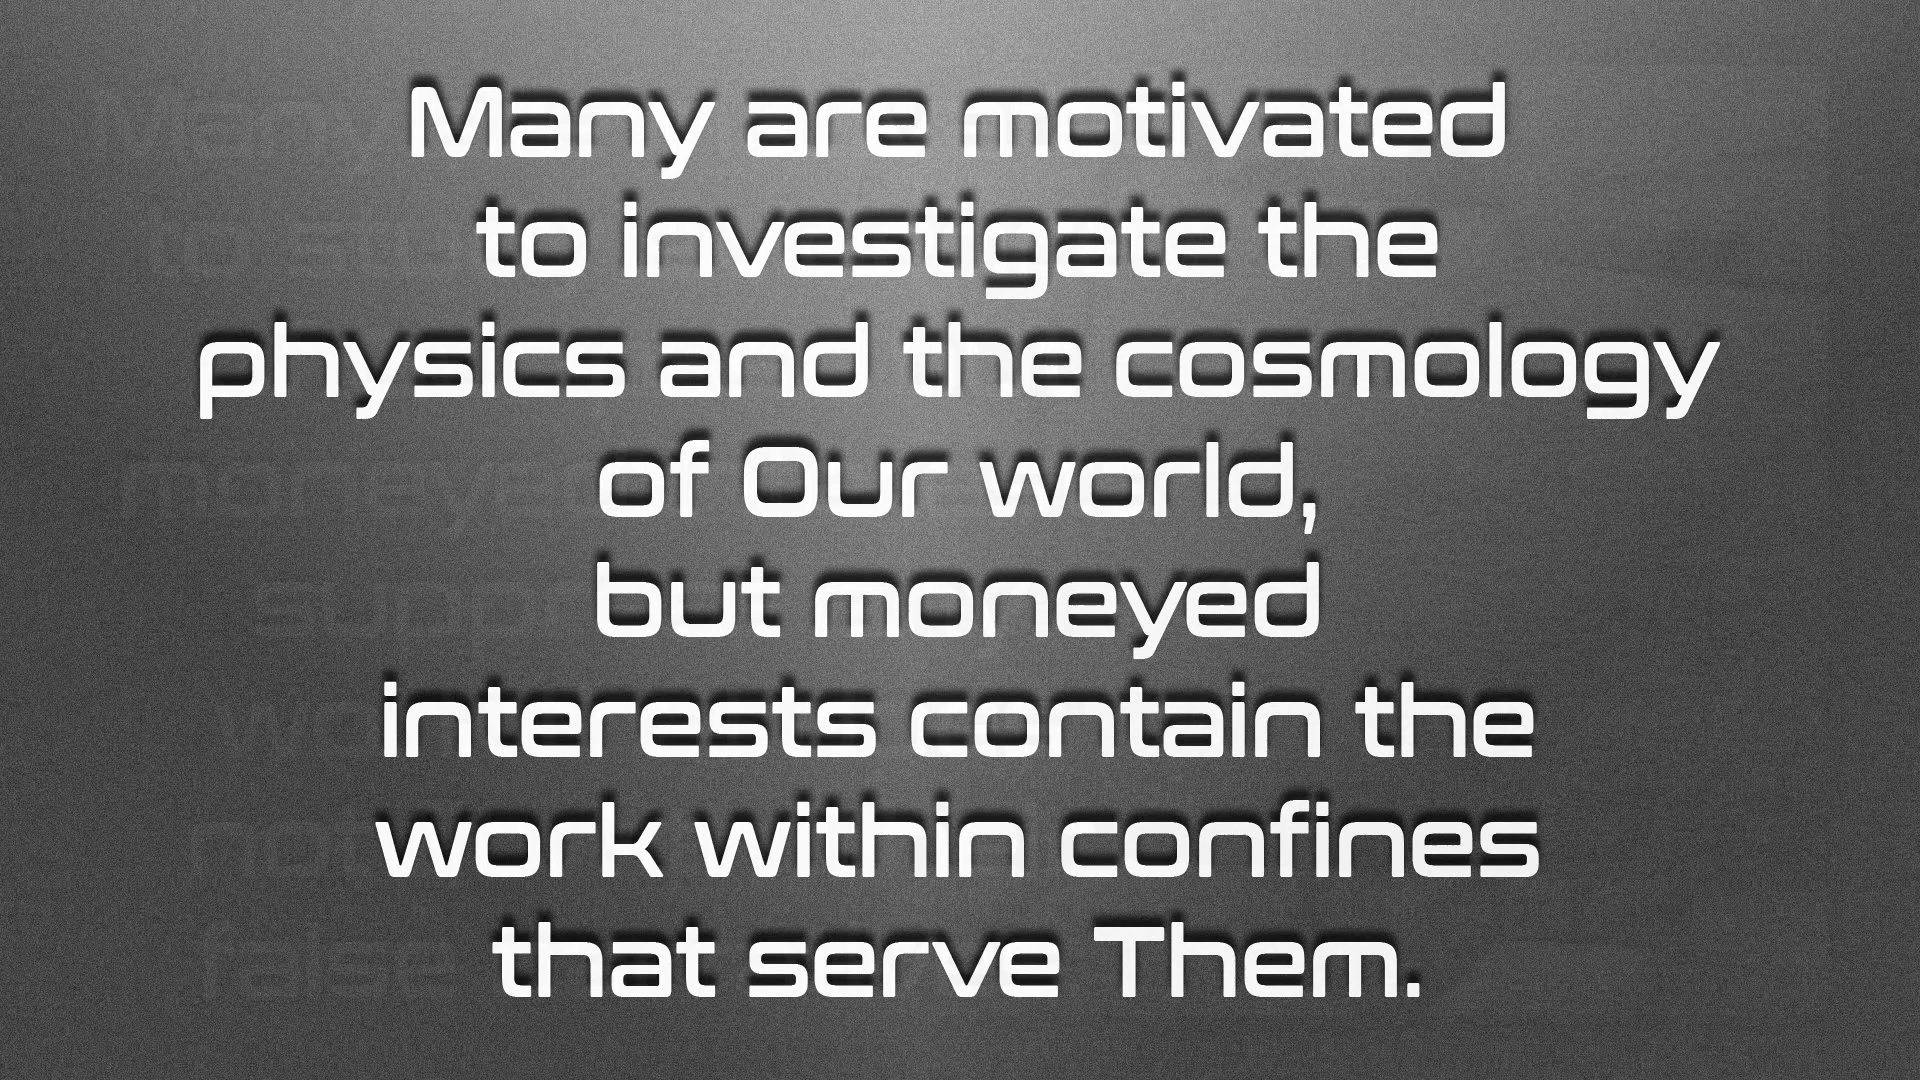 Many are motivated
to investigate the
physics and the cosmology
of Our world,
but moneyed
interests contain the
work within confines
that serve Them.